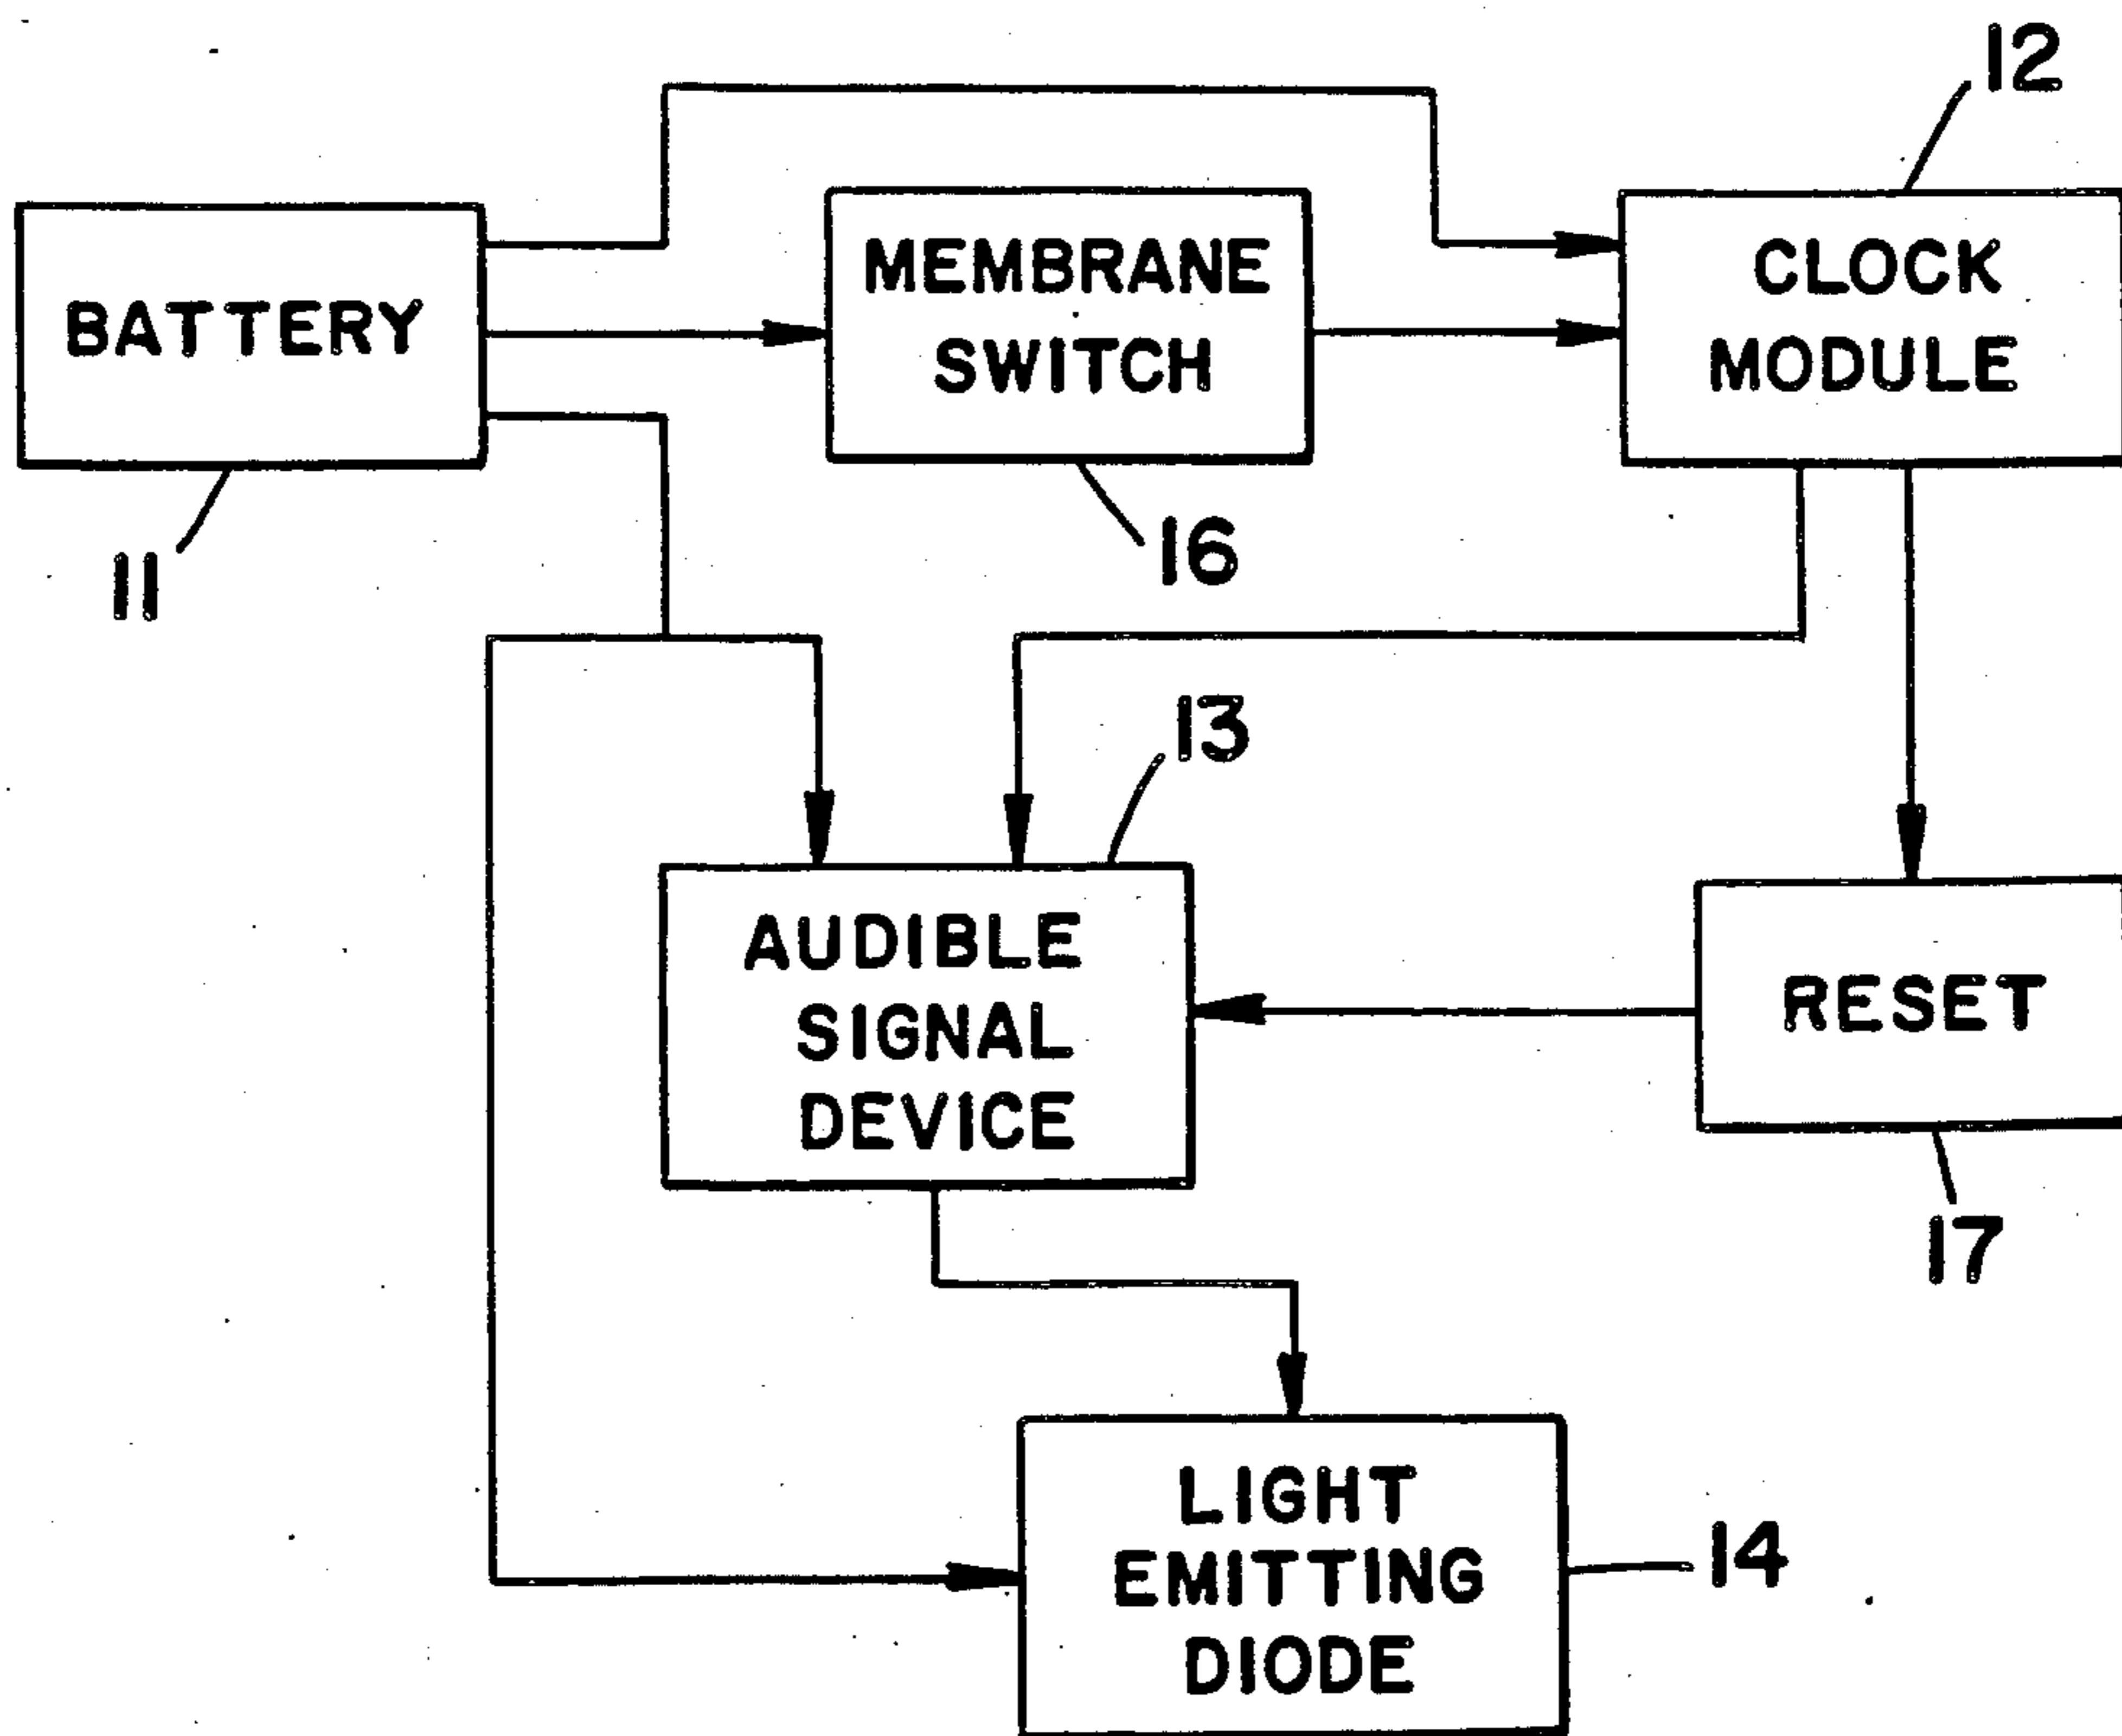 12
BATTERY
MEMBRANE
SWITCH
CLOCK
MODULE
11
16
13
AUDIBLE
SIGNAL
DEVICE
RESET
17
LIGHT
EMITTING
DIODE
14